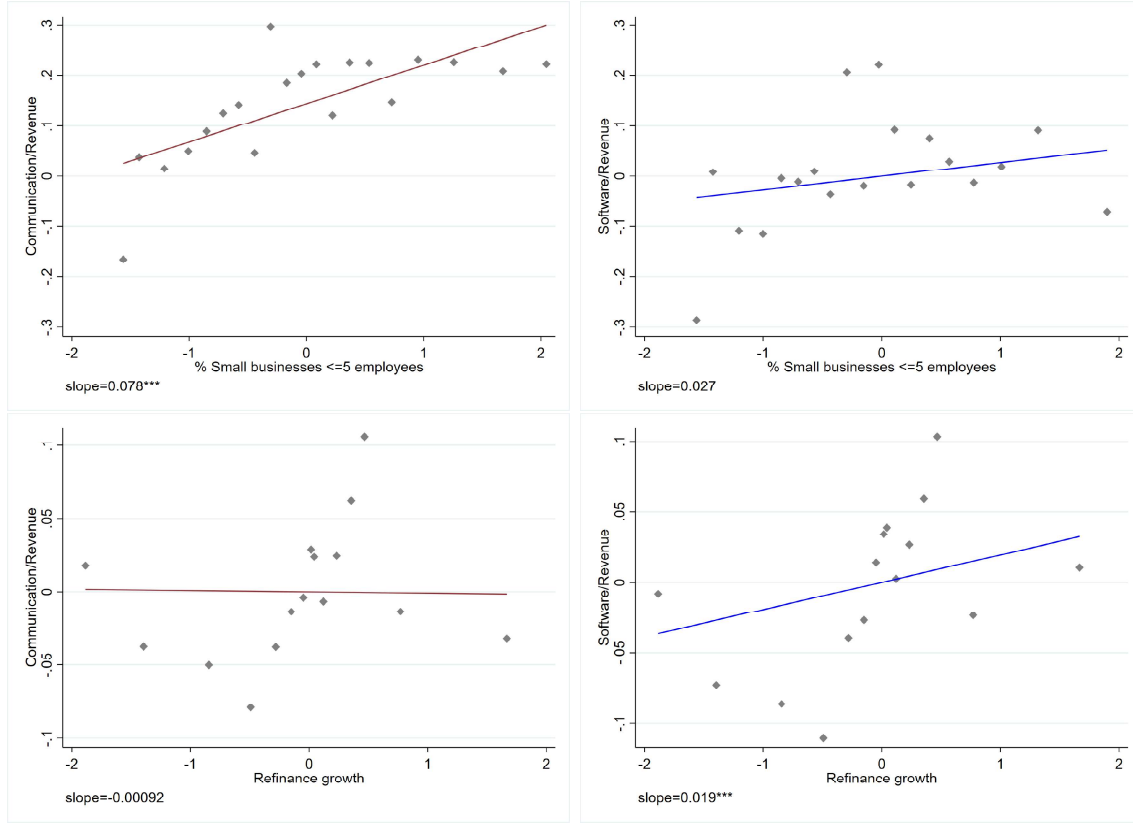 Communication/Revenue
.3
.2
.1
0
-.1
-.2
-.3
-2 -1 0 1 2
% Small businesses <=5 employees
slope=0.078***
Software/Revenue
.3
.2
.1
0
-.1
-.2
-.3
-2 -1 0 1 2
% Small businesses <=5 employees
slope=0.027
Communication/Revenue
.1
.05
0
-.05
-.1
-2 -1 0 1 2
Refinance growth
slope=-0.00092
Software/Revenue
.1
.05
0
-.05
-.1
-2 -1 0 1 2
Refinance growth
slope=0.019***